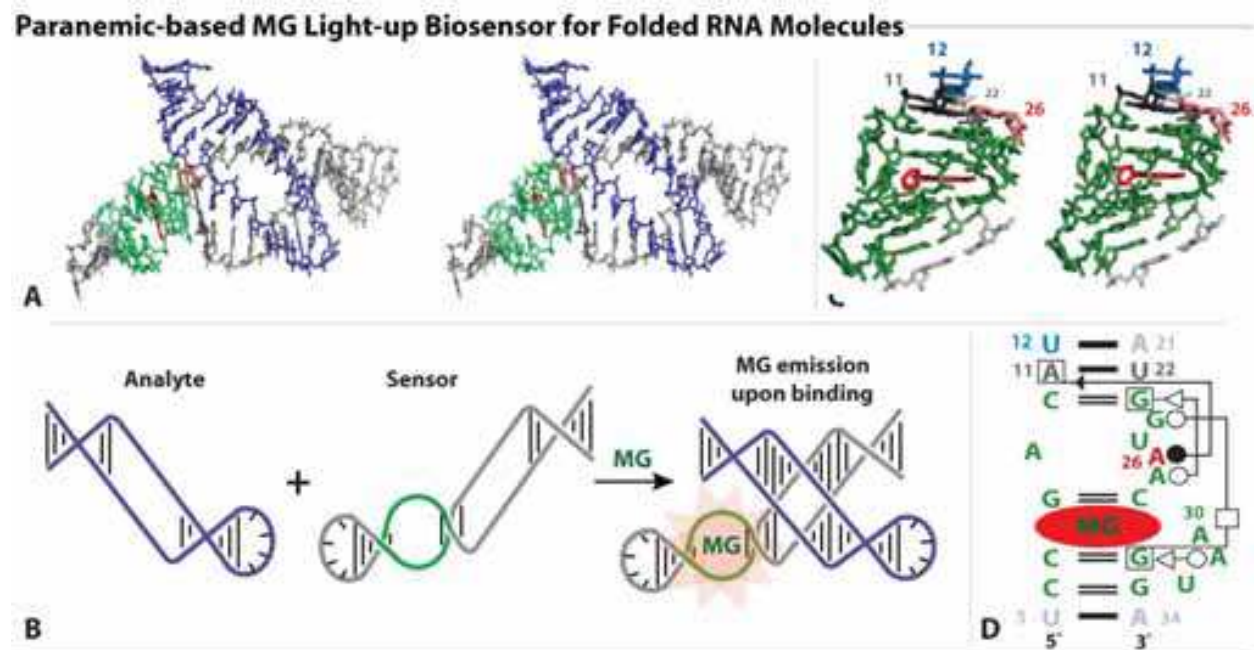 Paranemic-based MG Light-up Biosensor for Folded RNA Molecules
A
12
11
22
26
12
11
22
26
C
B
Analyte
+
Sensor
MG
MG emission
upon binding
MG
D
12 U A 21
11 A U 22
C G
G
A U
26 A
A
G C
MG
30
A
C G A
C G U
5 U A 34
5' 3'